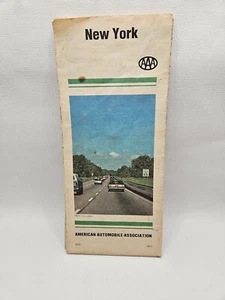 New York
AAA
AMERICAN AUTOMOBILE ASSOCIATION